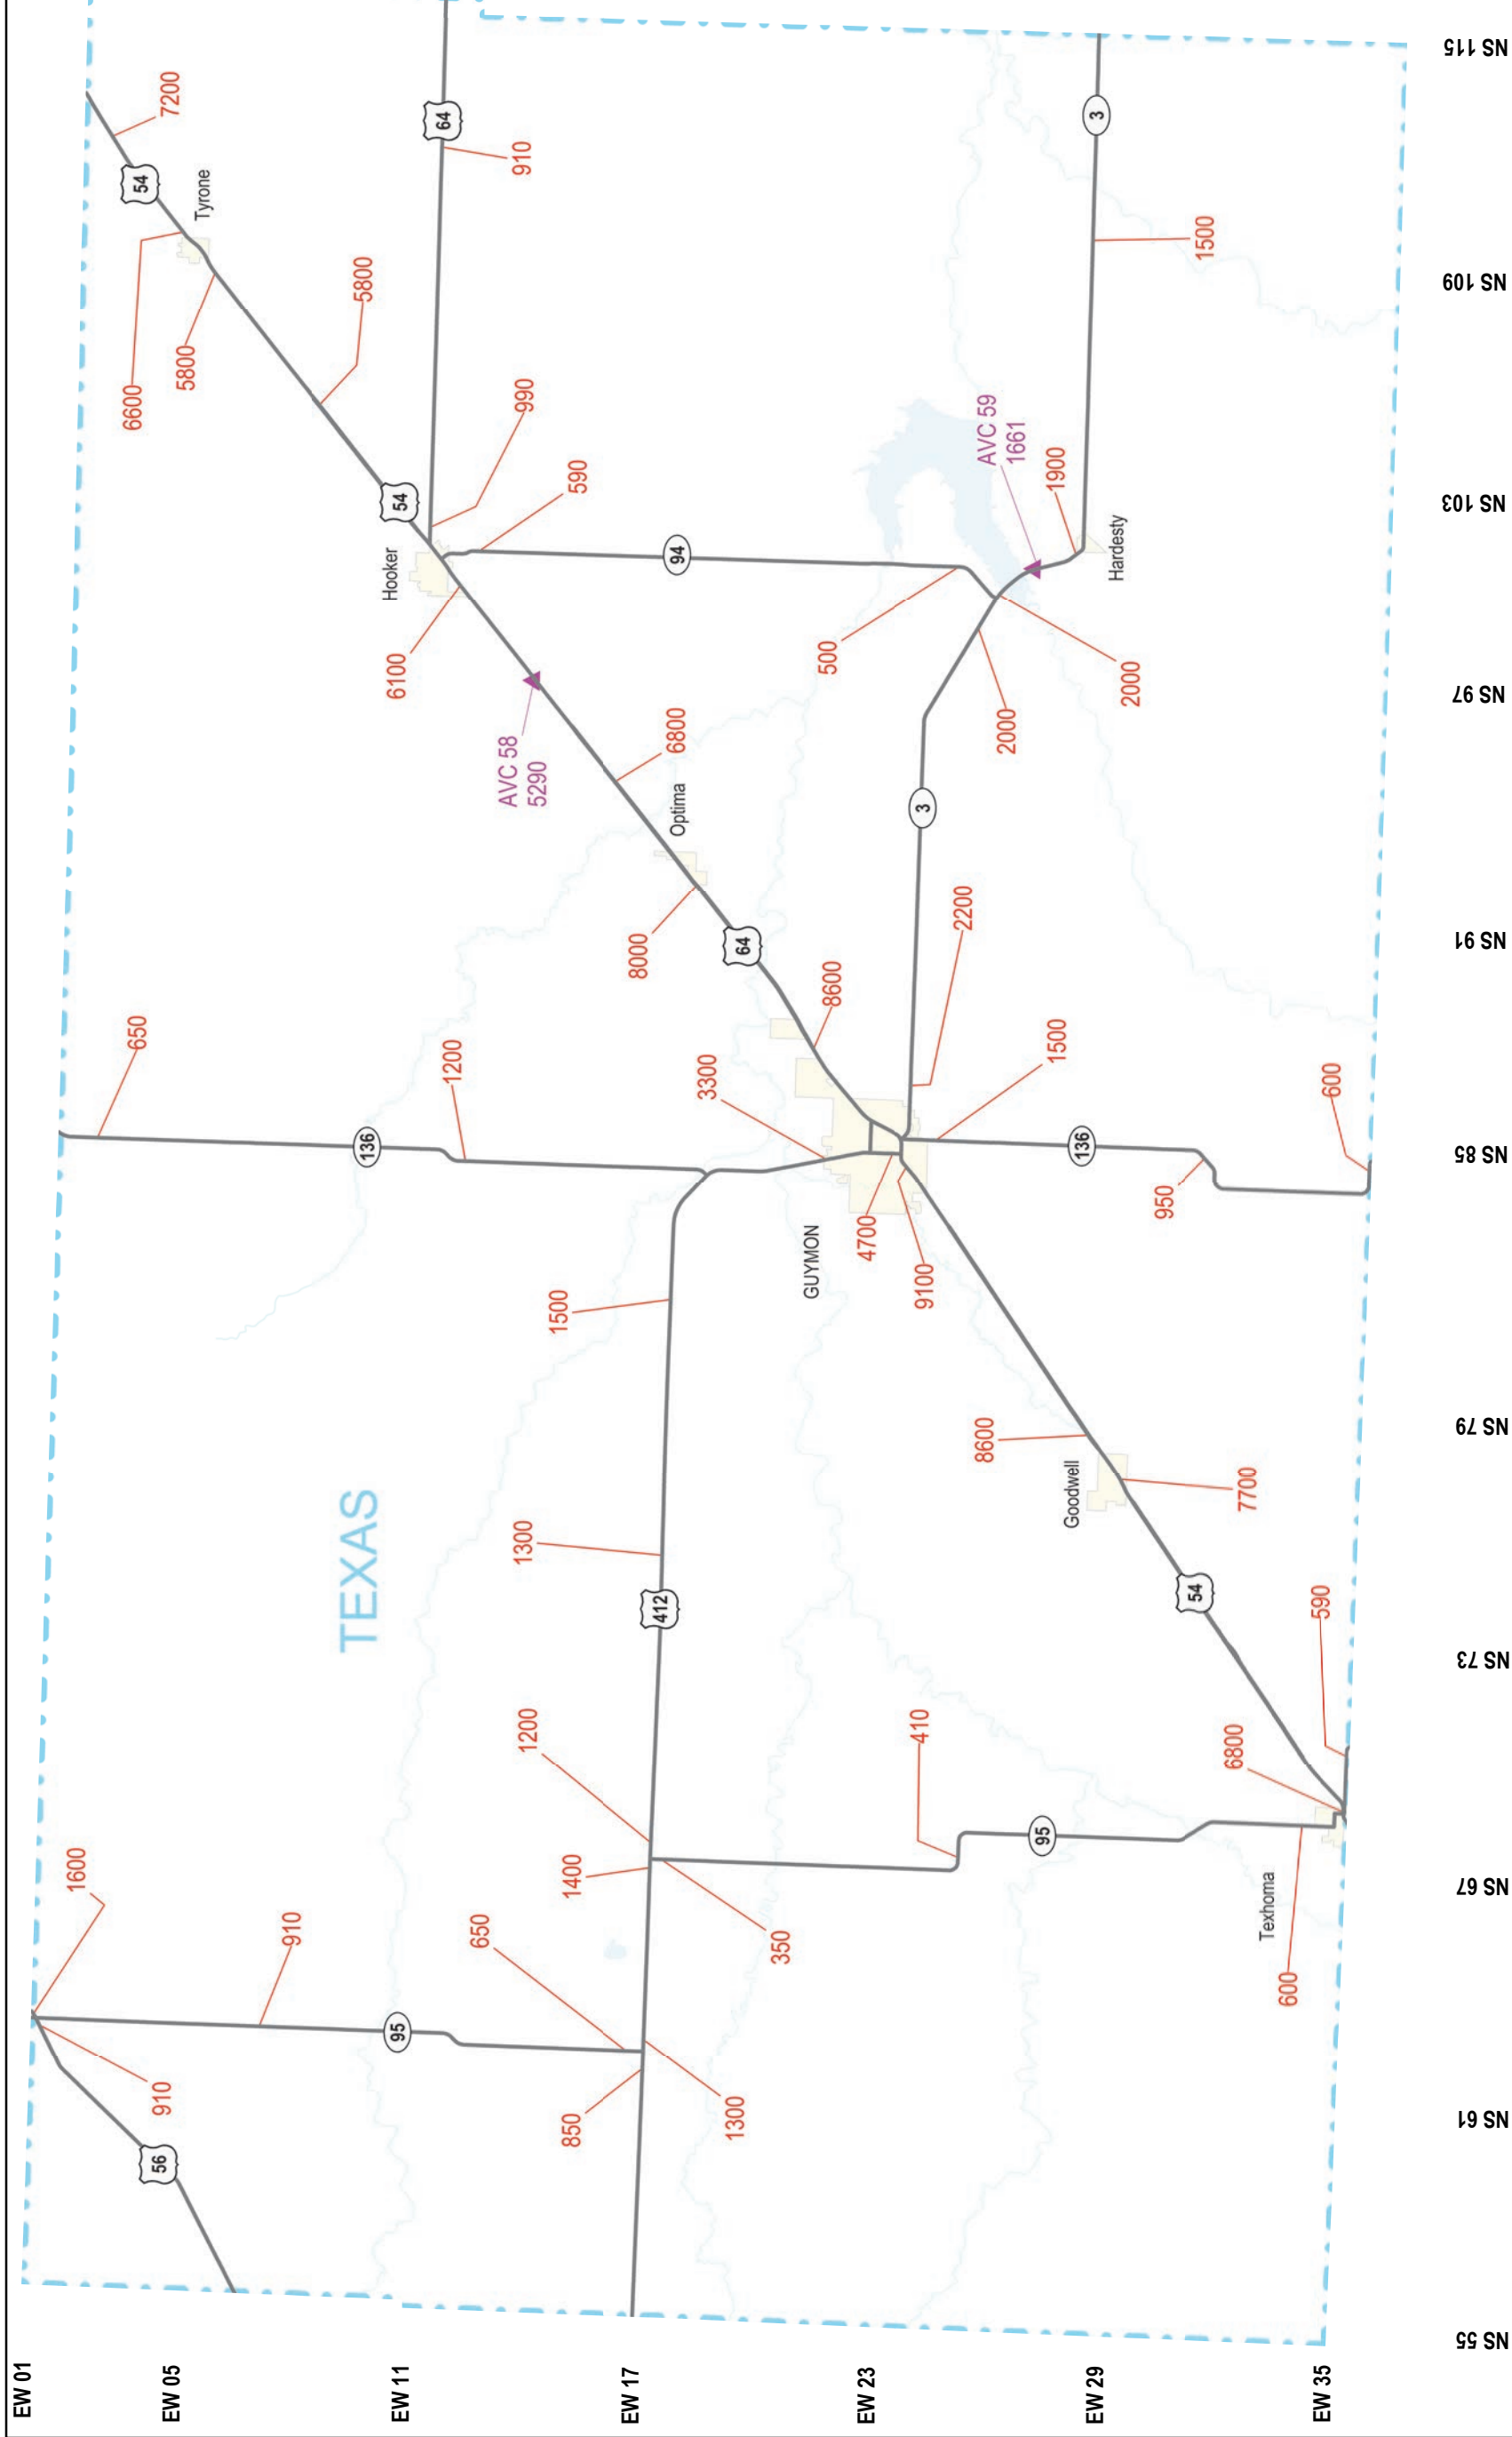 EW 01
EW 05
EW 11
EW 17
EW 23
EW 29
EW 35
NS 55
NS 61
NS 67
NS 73
NS 79
NS 85
NS 91
NS 97
NS 103
NS 109
NS 115
TEXAS
1600
910
910
56
95
650
850
1300
1400
1200
350
412
1300
1500
410
95
600
Texhoma
6800
590
54
7700
Goodwell
8600
650
136
1200
3300
GUYMON
4700
9100
8600
2200
1500
136
950
600
64
8000
Optima
6800
AVC 58
5290
6100
Hooker
54
990
590
94
500
3
2000
2000
AVC 59
1661
1900
Hardesty
1500
3
5800
5800
6600
Tyrone
54
7200
64
910